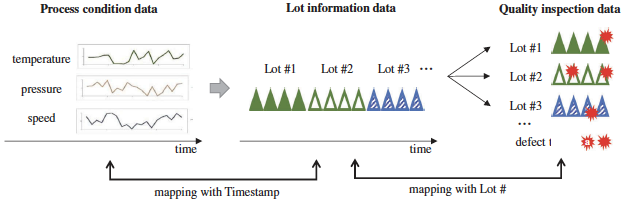 Process condition data
Lot information data
Quality inspection data
temperature
pressure
speed
Lot #1
Lot #2
Lot #3
...
Lot #1
Lot #2
Lot #3
...
defect t
time
time
mapping with Timestamp
mapping with Lot #